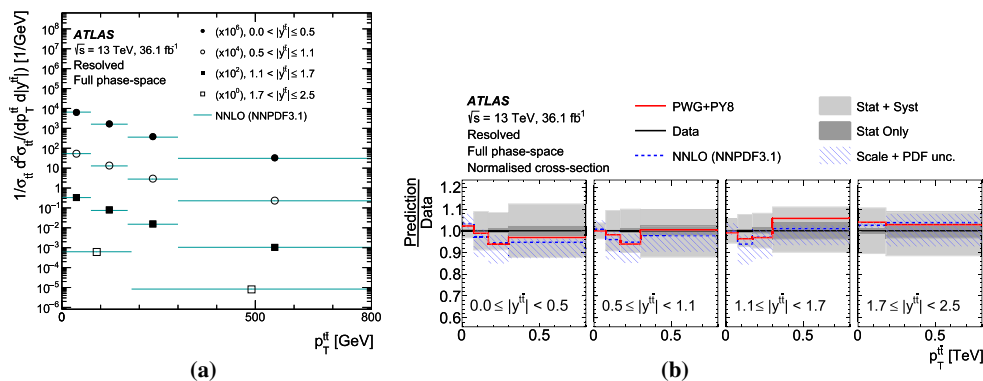 1/σ_tt̄ d²σ_tt̄/(dp_T^tt̄ d|y^tt̄|) [1/GeV]
10⁸
10⁷
10⁶
10⁵
10⁴
10³
10²
10
1
10⁻¹
10⁻²
10⁻³
10⁻⁴
10⁻⁵
10⁻⁶
ATLAS
√s = 13 TeV, 36.1 fb⁻¹
Resolved
Full phase-space
(x10⁶), 0.0 < |y^tt̄| ≤ 0.5
(x10⁴), 0.5 < |y^tt̄| ≤ 1.1
(x10²), 1.1 < |y^tt̄| ≤ 1.7
(x10⁰), 1.7 < |y^tt̄| ≤ 2.5
NNLO (NNPDF3.1)
0 500 800
p_T^tt̄ [GeV]
(a)
ATLAS
√s = 13 TeV, 36.1 fb⁻¹
Resolved
Full phase-space
Normalised cross-section
PWG+PY8
Data
NNLO (NNPDF3.1)
Stat + Syst
Stat Only
Scale + PDF unc.
Prediction
Data
1.2
1.1
1.0
0.9
0.8
0.7
0.6
0.0 ≤ |y^tt̄| < 0.5
0.5 ≤ |y^tt̄| < 1.1
1.1 ≤ |y^tt̄| < 1.7
1.7 ≤ |y^tt̄| < 2.5
0 0.5 0 0.5 0 0.5 0 0.5
p_T^tt̄ [TeV]
(b)